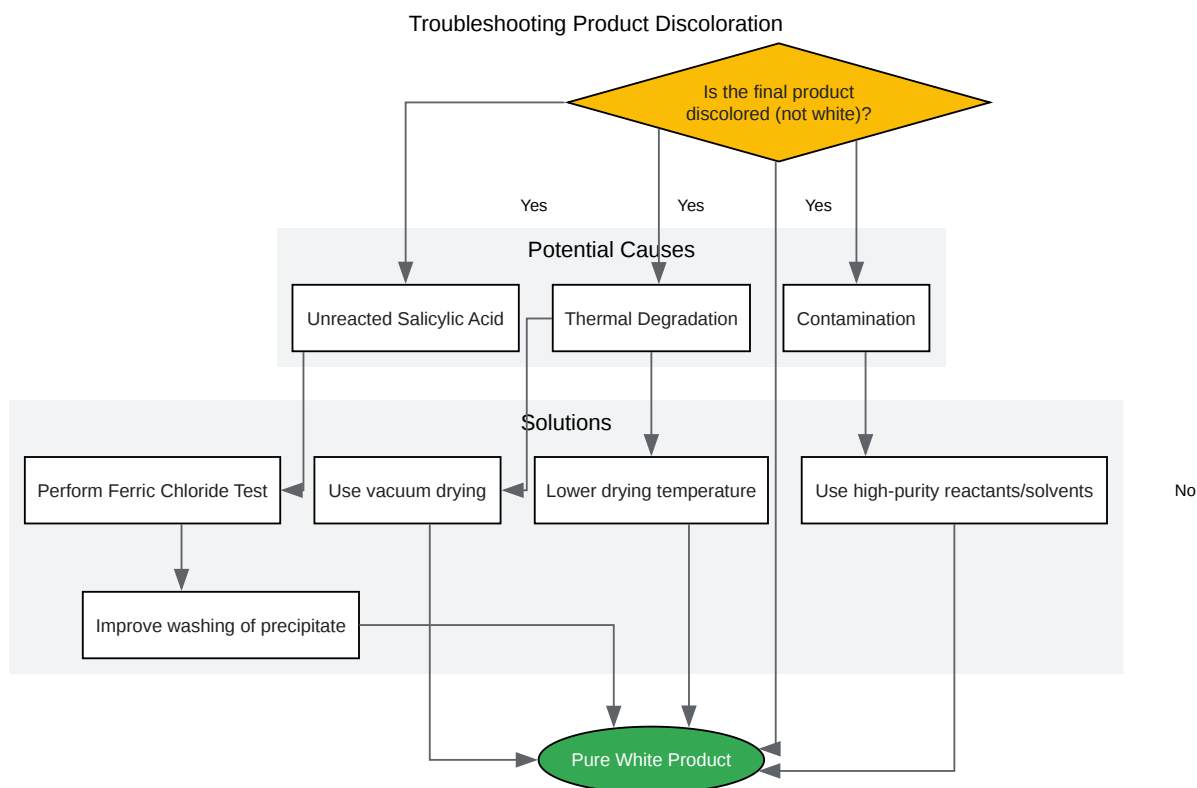 Troubleshooting Product Discoloration
Is the final product
discolored (not white)?
Yes
Yes
Yes
Potential Causes
Unreacted Salicylic Acid
Thermal Degradation
Contamination
Solutions
Perform Ferric Chloride Test
Use vacuum drying
Lower drying temperature
Use high-purity reactants/solvents
No
Improve washing of precipitate
Pure White Product